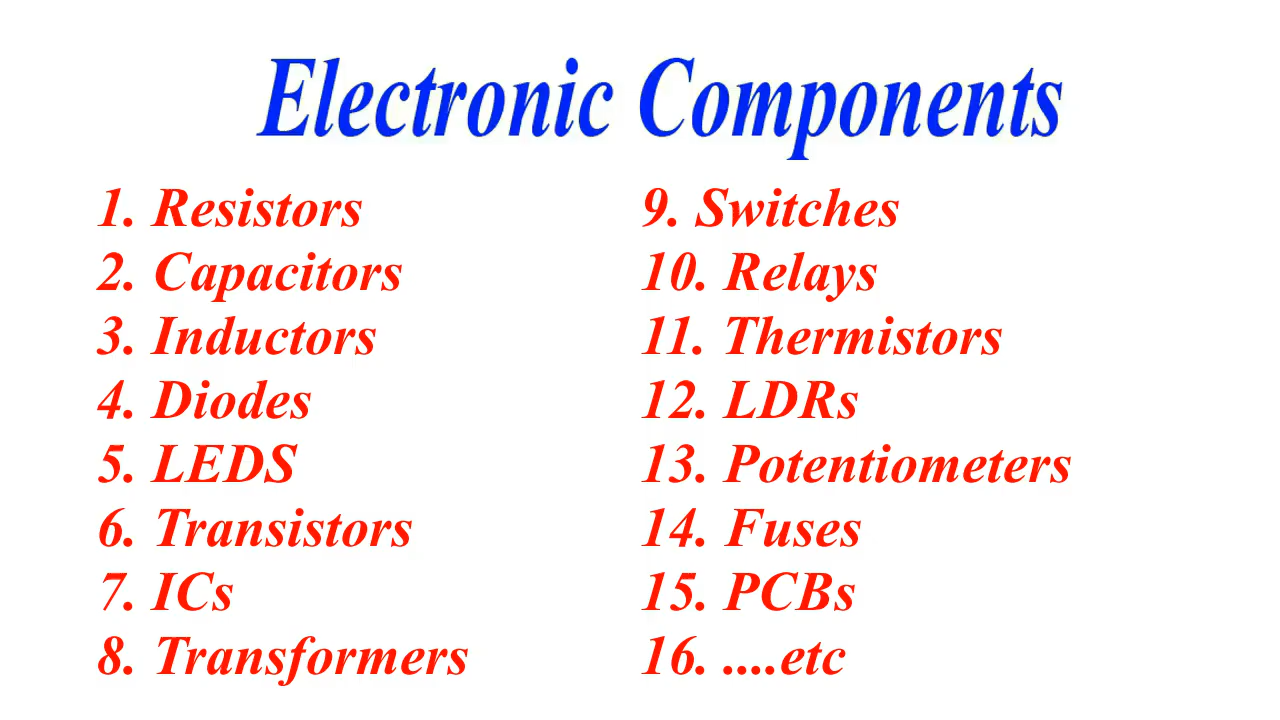 Electronic Components
1. Resistors
2. Capacitors
3. Inductors
4. Diodes
5. LEDS
6. Transistors
7. ICs
8. Transformers
9. Switches
10. Relays
11. Thermistors
12. LDRs
13. Potentiometers
14. Fuses
15. PCBs
16. ....etc